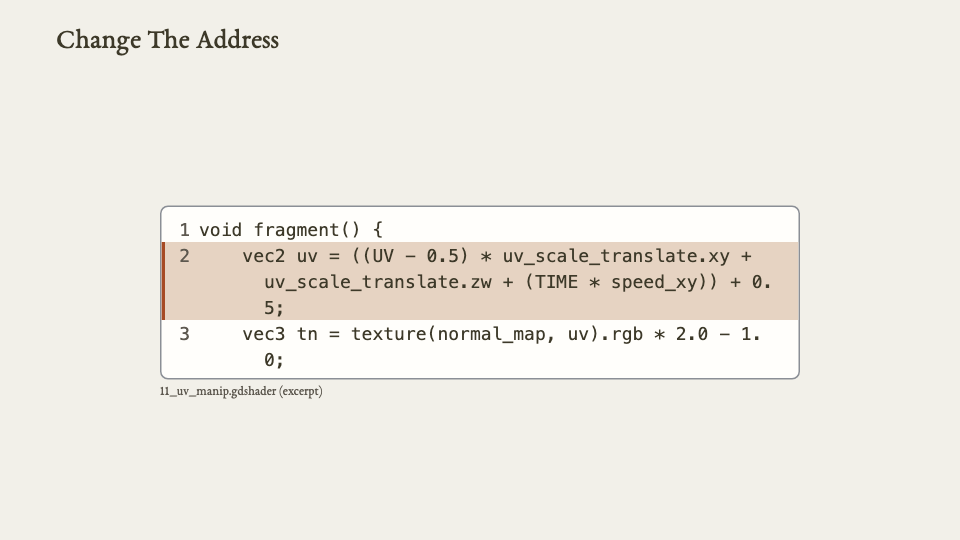 Change The Address
1 void fragment() {
2 vec2 uv = ((UV - 0.5) * uv_scale_translate.xy +
uv_scale_translate.zw + (TIME * speed_xy)) + 0.
5;
3 vec3 tn = texture(normal_map, uv).rgb * 2.0 - 1.
0;
11_uv_manip.gdshader (excerpt)